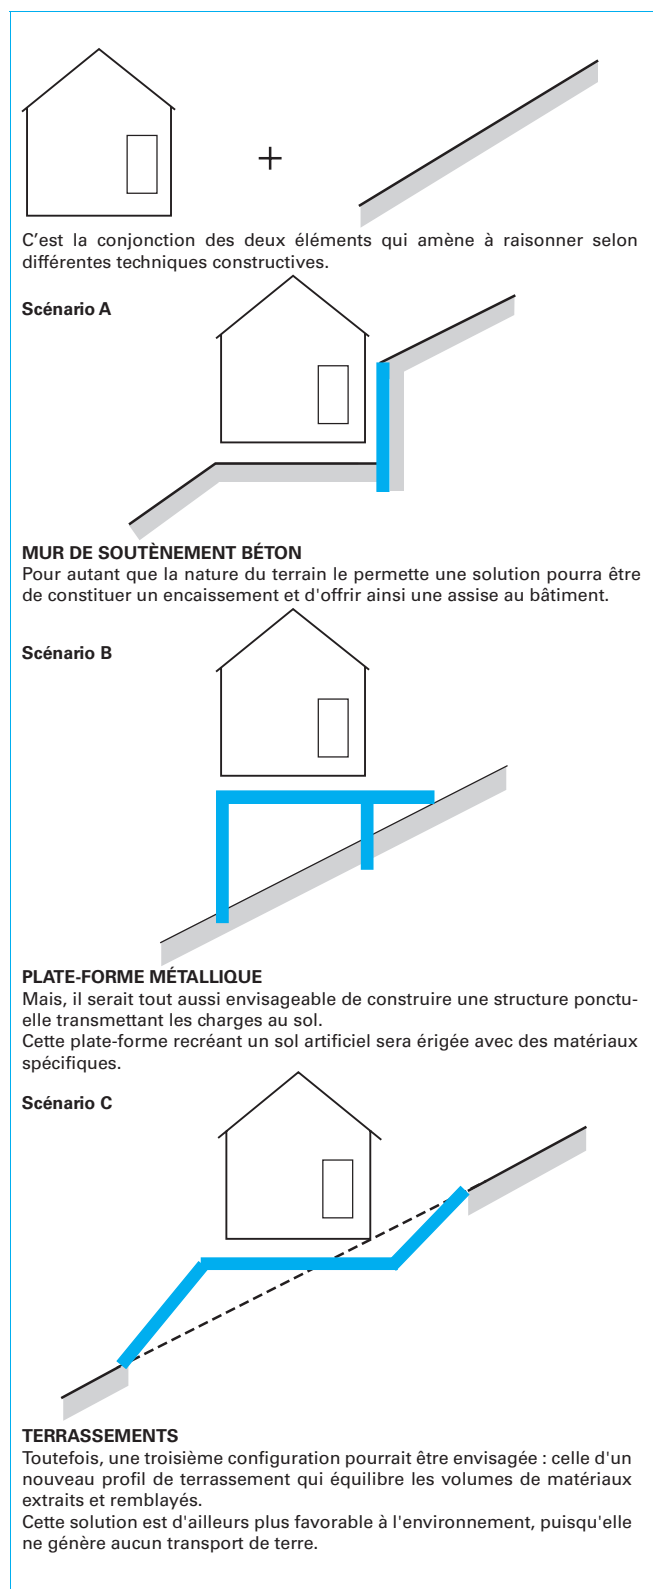 +
C’est la conjonction des deux éléments qui amène à raisonner selon
différentes techniques constructives.
Scénario A
MUR DE SOUTÈNEMENT BÉTON
Pour autant que la nature du terrain le permette une solution pourra être
de constituer un encaissement et d'offrir ainsi une assise au bâtiment.
Scénario B
PLATE-FORME MÉTALLIQUE
Mais, il serait tout aussi envisageable de construire une structure ponctu-
elle transmettant les charges au sol.
Cette plate-forme recréant un sol artificiel sera érigée avec des matériaux
spécifiques.
Scénario C
TERRASSEMENTS
Toutefois, une troisième configuration pourrait être envisagée : celle d'un
nouveau profil de terrassement qui équilibre les volumes de matériaux
extraits et remblayés.
Cette solution est d'ailleurs plus favorable à l'environnement, puisqu'elle
ne génère aucun transport de terre.